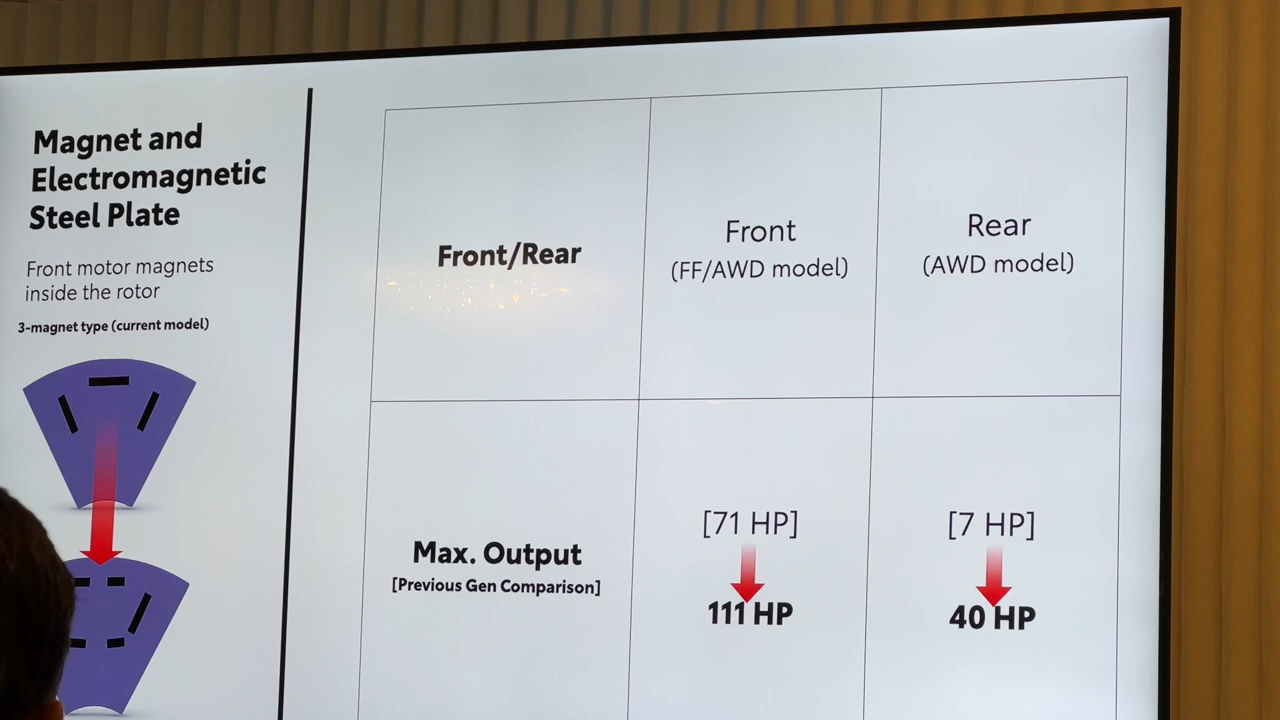 Magnet and
Electromagnetic
Steel Plate
Front motor magnets
inside the rotor
3-magnet type (current model)
Front/Rear
Front
(FF/AWD model)
Rear
(AWD model)
Max. Output
[Previous Gen Comparison]
[71 HP]
111 HP
[7 HP]
40 HP